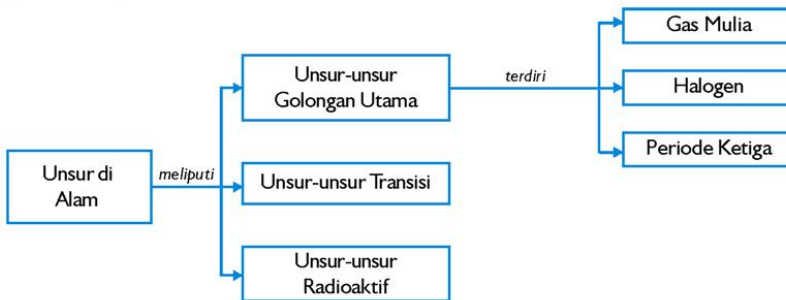 Unsur di
Alam
meliputi
Unsur-unsur
Golongan Utama
terdiri
Gas Mulia
Halogen
Periode Ketiga
Unsur-unsur Transisi
Unsur-unsur
Radioaktif